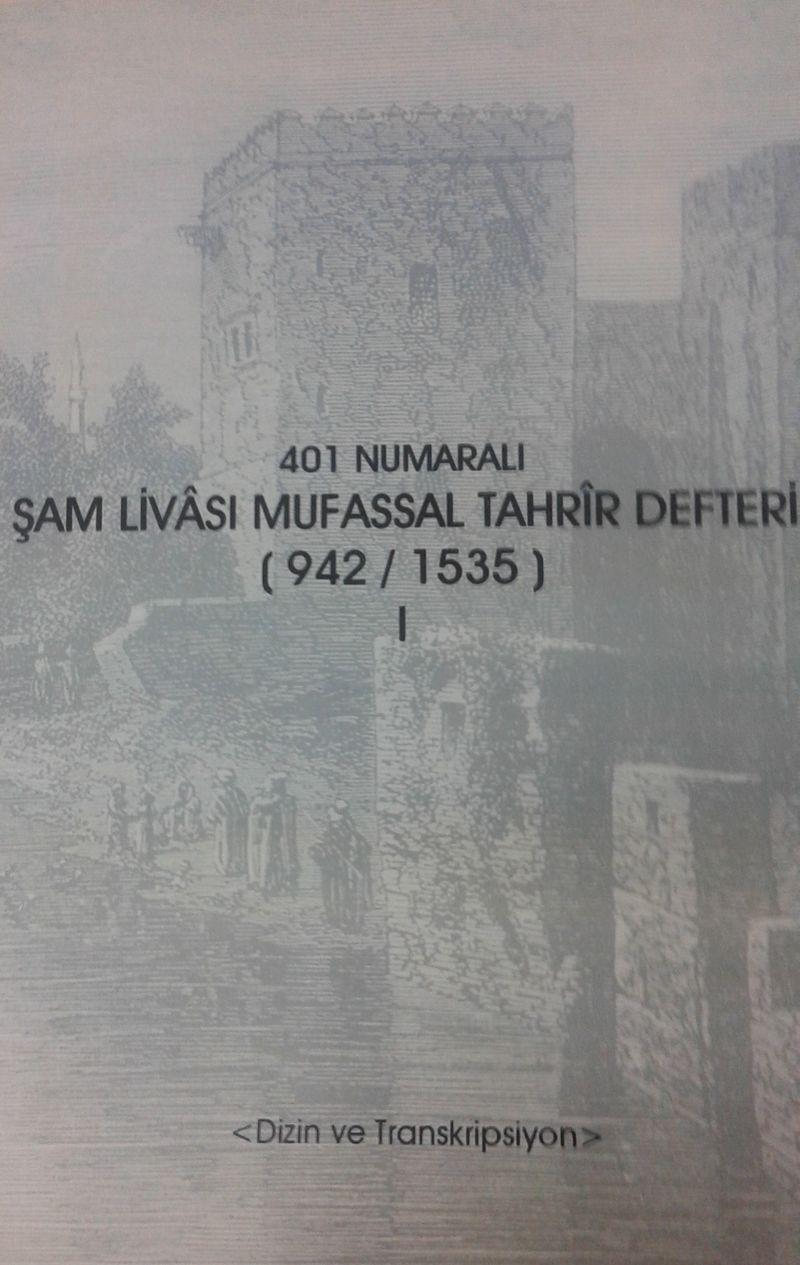 401 NUMARALI
ŞAM LİVÂSI MUFASSAL TAHRÎR DEFTERİ
( 942 / 1535 )
I
<Dizin ve Transkripsiyon>